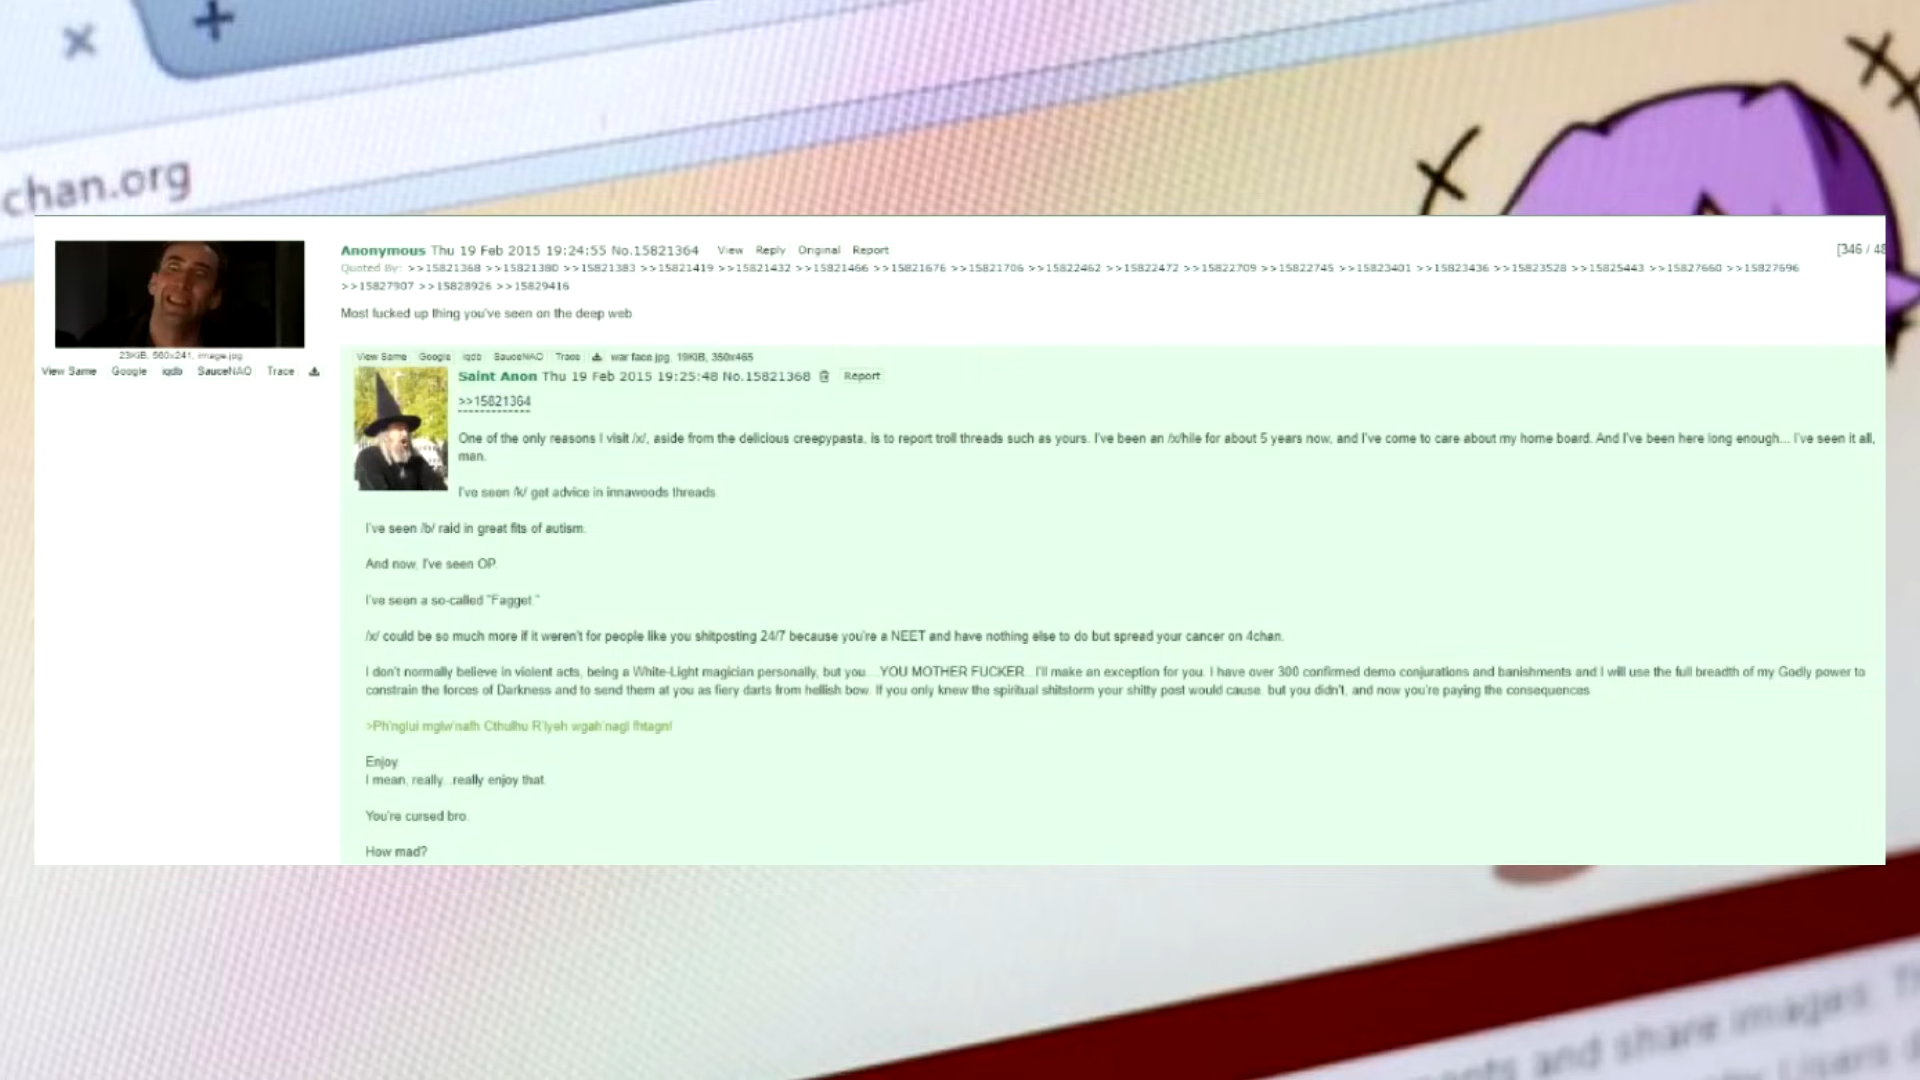 chan.org
Anonymous Thu 19 Feb 2015 19:24:55 No.15821364 View Reply Original Report
[346 / 48
Quoted By: >>15821368 >>15821380 >>15821383 >>15821419 >>15821432 >>15821466 >>15821676 >>15821706 >>15822462 >>15822472 >>15822709 >>15822745 >>15823401 >>15823436 >>15823528 >>15825443 >>15827660 >>15827696
>>15827907 >>15828926 >>15829416
Most fucked up thing you've seen on the deep web
23KiB, 560x241, image.jpg
View Same Google iqdb SauceNAO Trace
View Same Google iqdb SauceNAO Trace war face.jpg, 19KiB, 350x465
Saint Anon Thu 19 Feb 2015 19:25:48 No.15821368 Report
>>15821364
One of the only reasons I visit /x/, aside from the delicious creepypasta, is to report troll threads such as yours. I've been an /x/hile for about 5 years now, and I've come to care about my home board. And I've been here long enough... I've seen it all,
man.
I've seen /k/ get advice in innawoods threads
I've seen /b/ raid in great fits of autism.
And now, I've seen OP.
I've seen a so-called "Fagget."
/x/ could be so much more if it weren't for people like you shitposting 24/7 because you're a NEET and have nothing else to do but spread your cancer on 4chan.
I don't normally believe in violent acts, being a White-Light magician personally, but you....YOU MOTHER FUCKER...I'll make an exception for you. I have over 300 confirmed demo conjurations and banishments and I will use the full breadth of my Godly power to
constrain the forces of Darkness and to send them at you as fiery darts from hellish bow. If you only knew the spiritual shitstorm your shitty post would cause, but you didn't, and now you're paying the consequences
>Ph'nglui mglw'nafh Cthulhu R'lyeh wgah'nagl fhtagn!
Enjoy.
I mean, really...really enjoy that.
You're cursed bro.
How mad?
and share images.